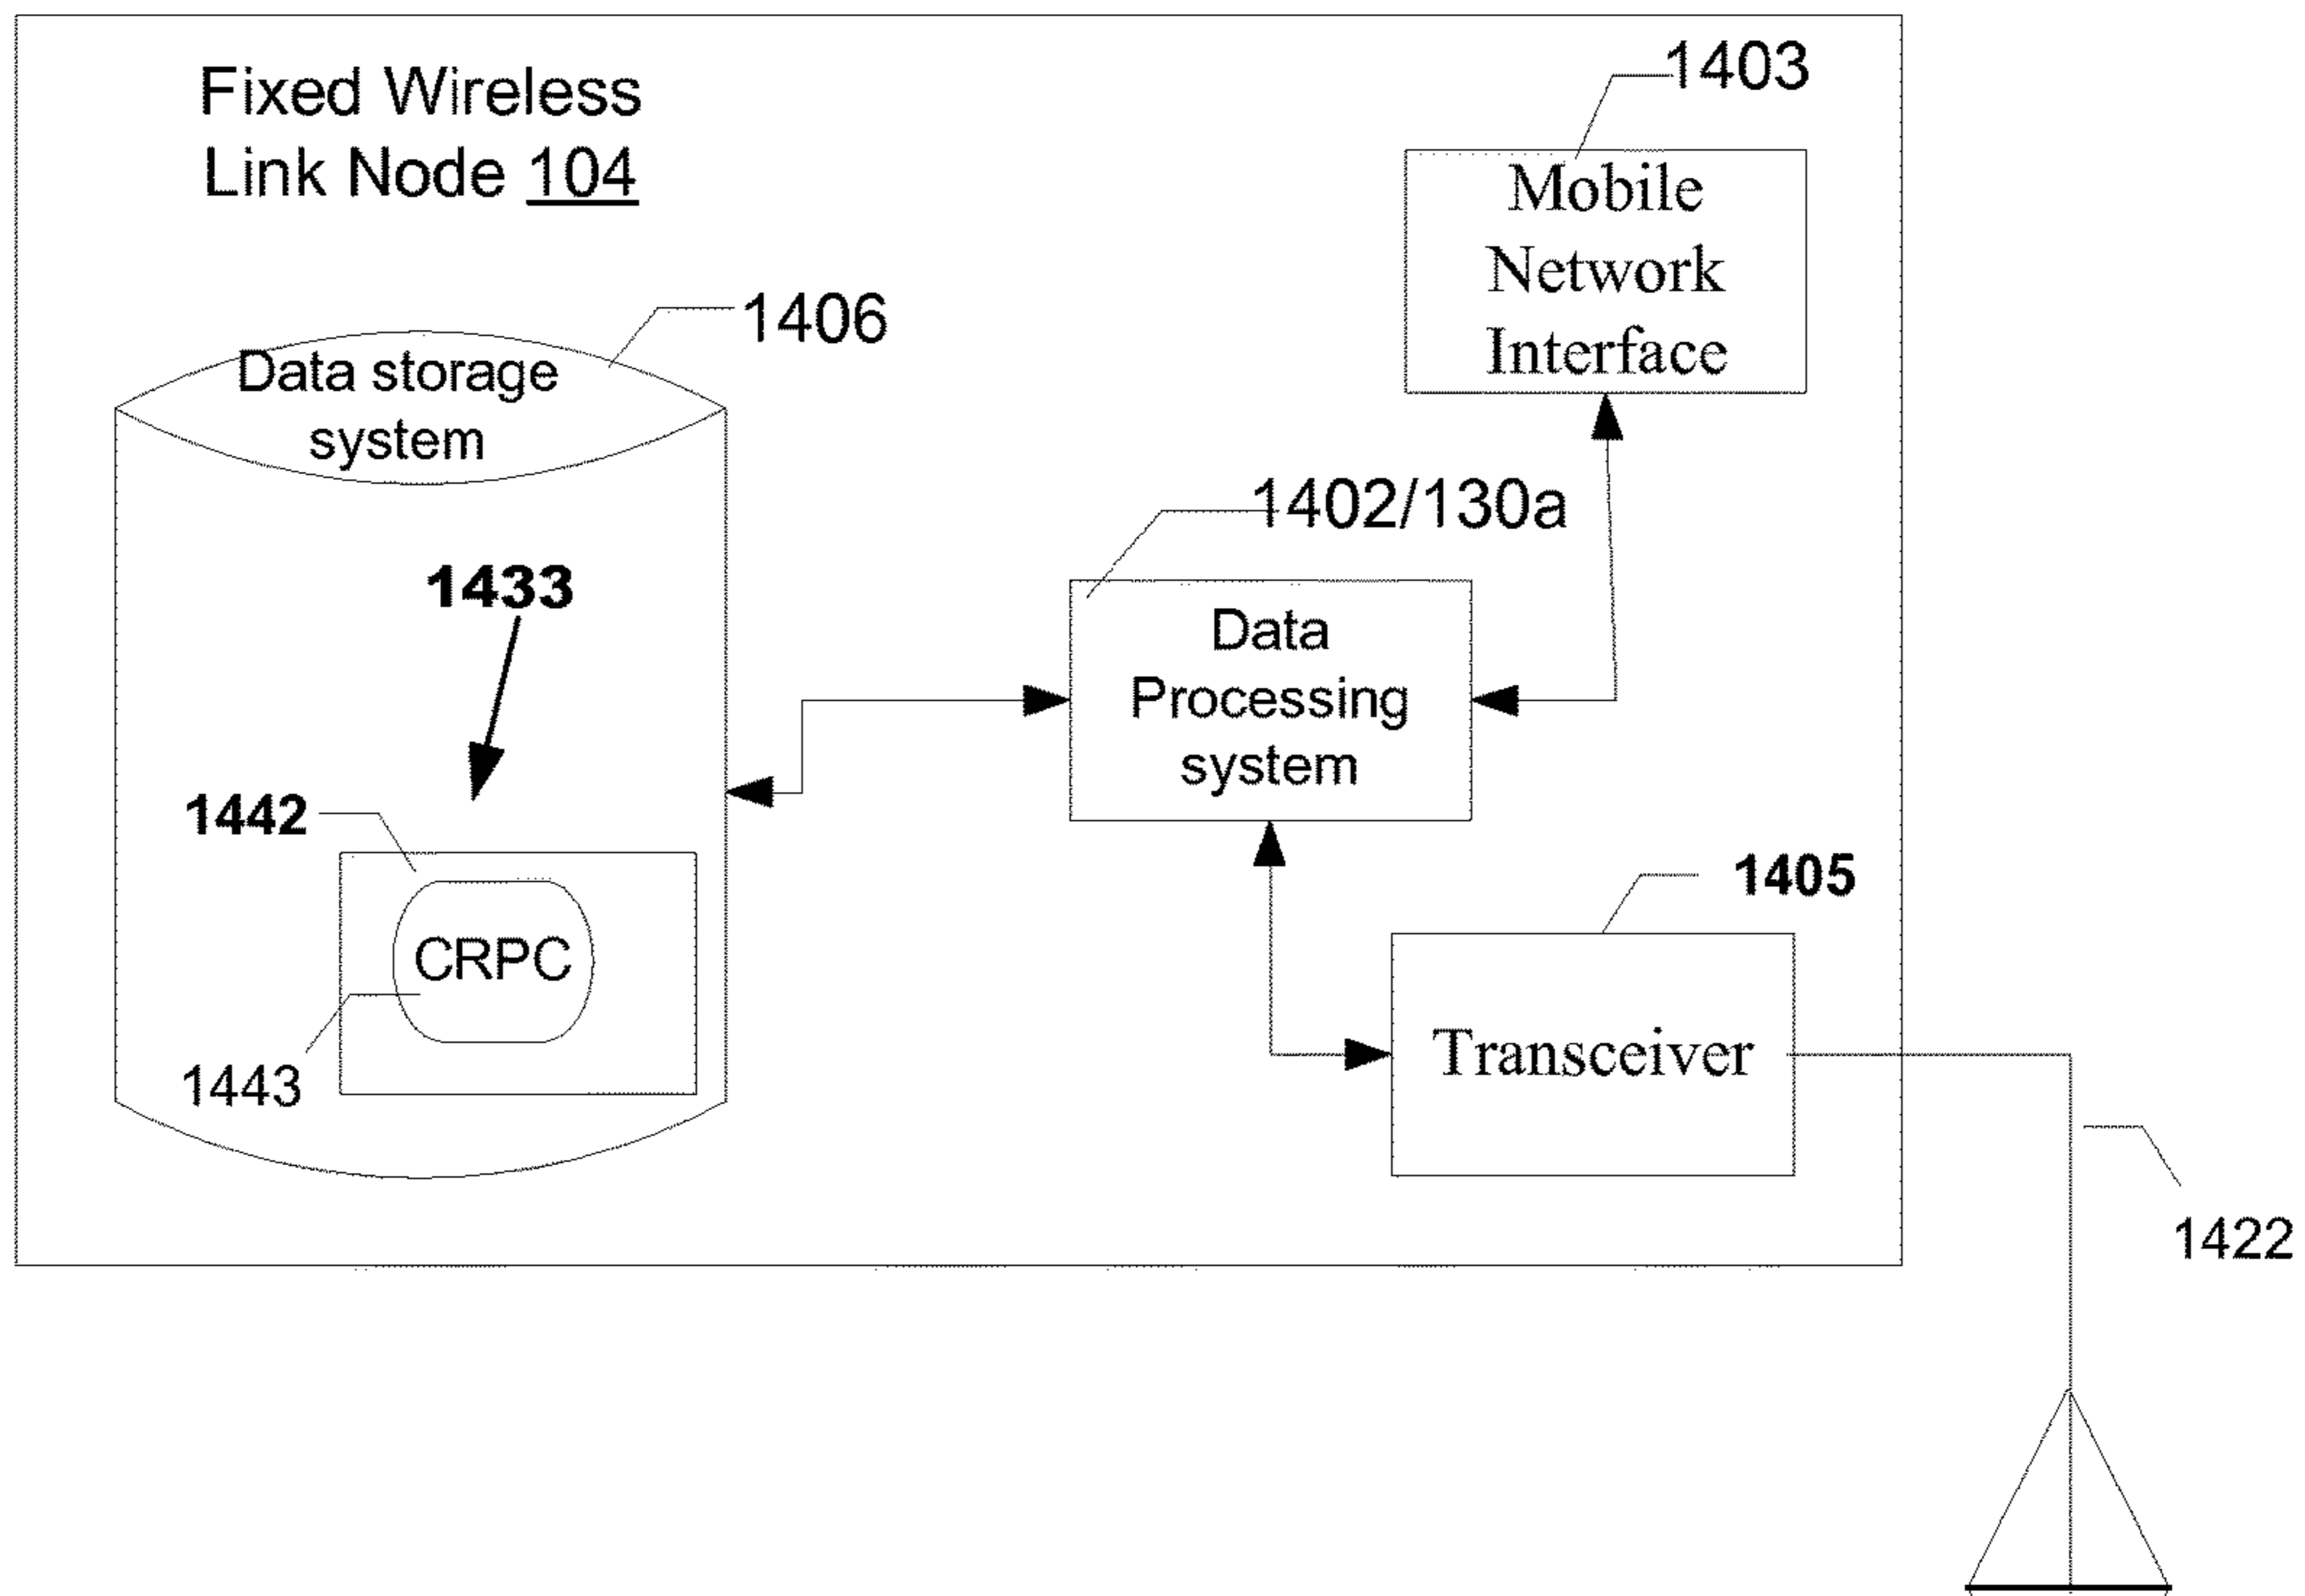 Fixed Wireless
Link Node 104
1403
Mobile
Network
Interface
1406
Data storage
system
1402/130a
Data
Processing
system
1433
1442
CRPC
1443
1405
Transceiver
1422